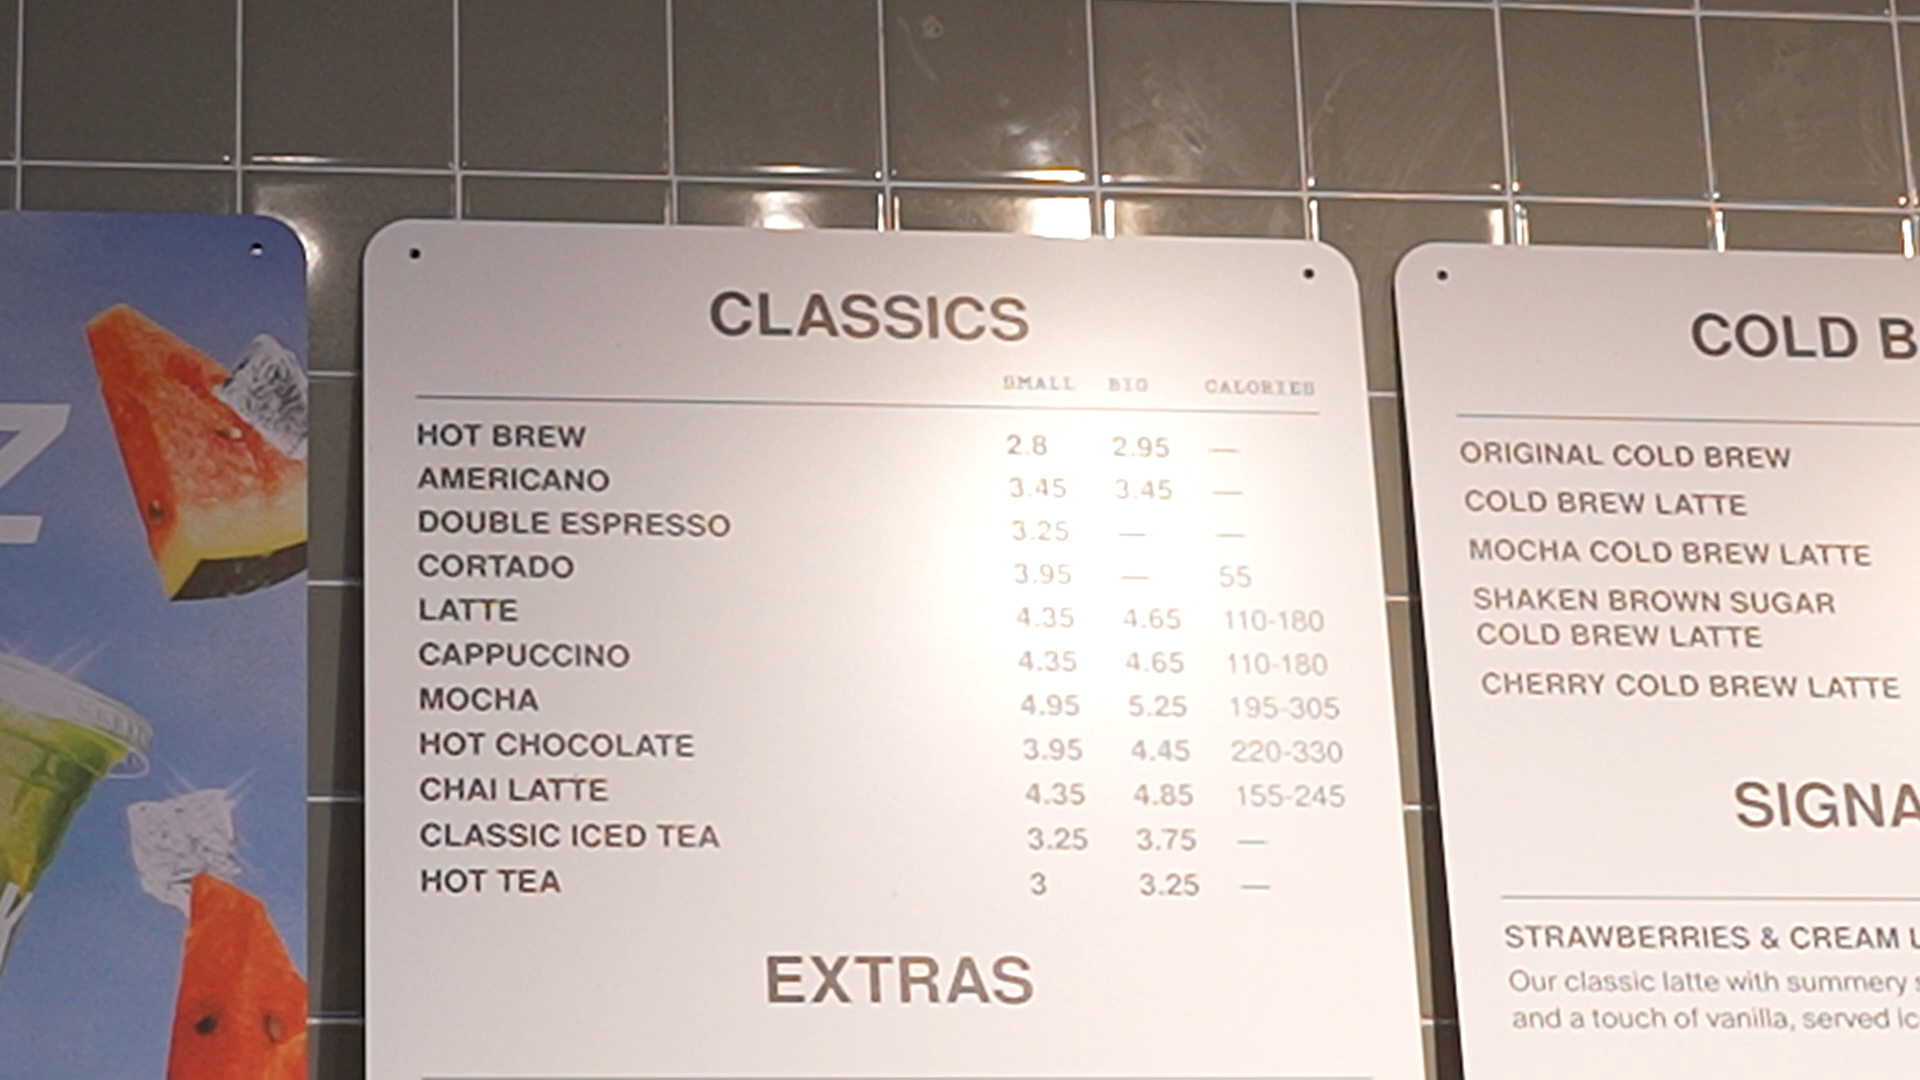 Z
CLASSICS
SMALL BIG CALORIES
HOT BREW 2.8 2.95 —
AMERICANO 3.45 3.45 —
DOUBLE ESPRESSO 3.25 — —
CORTADO 3.95 — 55
LATTE 4.35 4.65 110-180
CAPPUCCINO 4.35 4.65 110-180
MOCHA 4.95 5.25 195-305
HOT CHOCOLATE 3.95 4.45 220-330
CHAI LATTE 4.35 4.85 155-245
CLASSIC ICED TEA 3.25 3.75 —
HOT TEA 3 3.25 —
EXTRAS
COLD B
ORIGINAL COLD BREW
COLD BREW LATTE
MOCHA COLD BREW LATTE
SHAKEN BROWN SUGAR
COLD BREW LATTE
CHERRY COLD BREW LATTE
SIGNA
STRAWBERRIES & CREAM
Our classic latte with summery
and a touch of vanilla, served